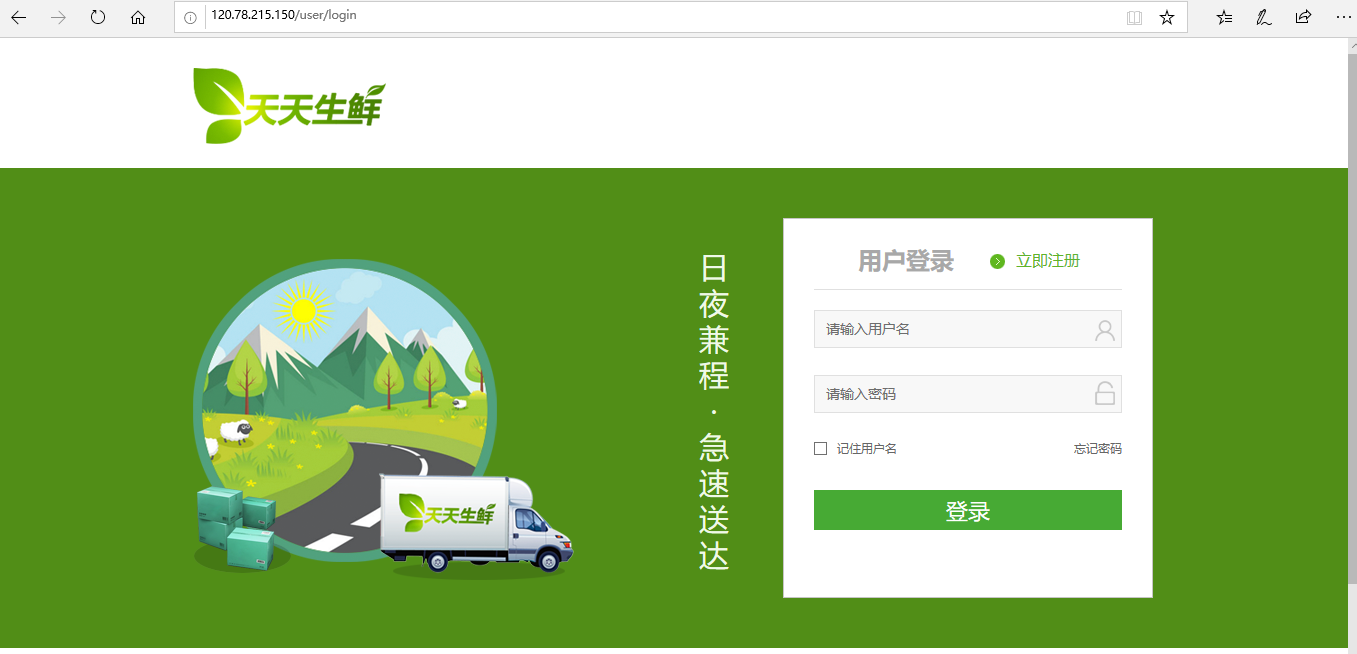 120.78.215.150/user/login
天天生鲜
日夜兼程·急速送达
天天生鲜
用户登录
立即注册
请输入用户名
请输入密码
记住用户名
忘记密码
登录